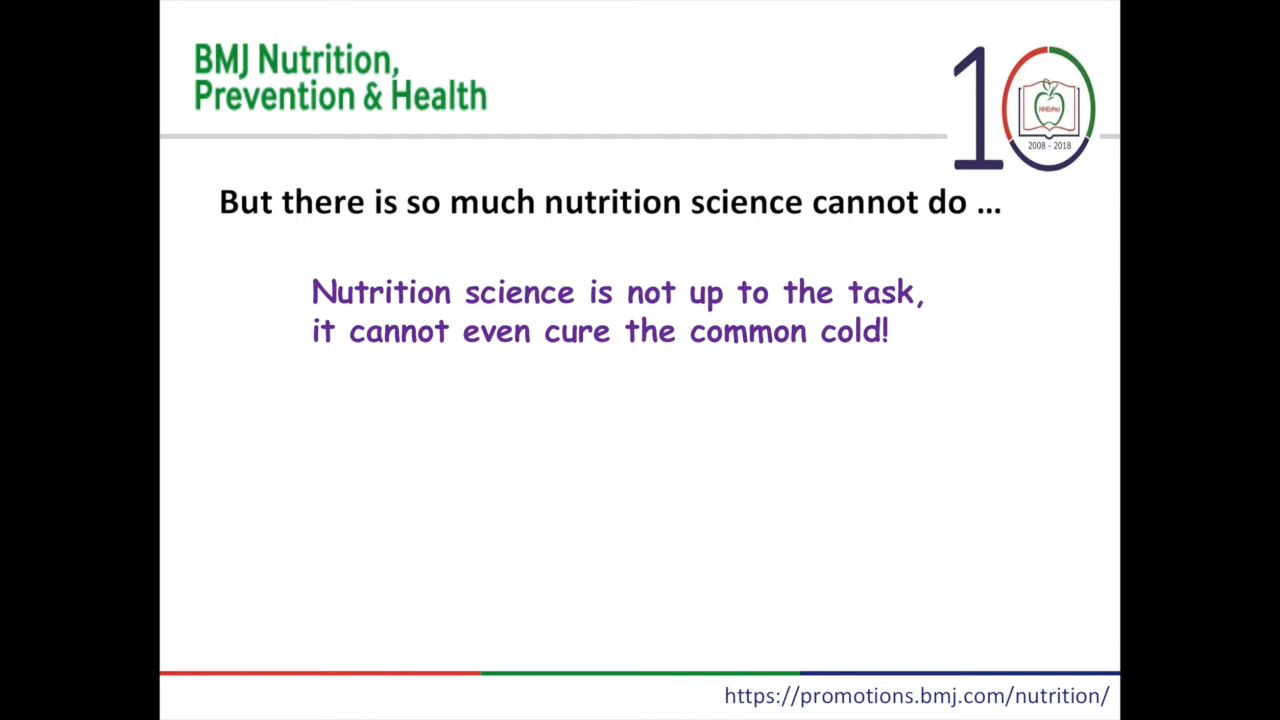 BMJ Nutrition,
Prevention & Health
10
NNEdPro
2008 - 2018
But there is so much nutrition science cannot do ...
Nutrition science is not up to the task,
it cannot even cure the common cold!
https://promotions.bmj.com/nutrition/